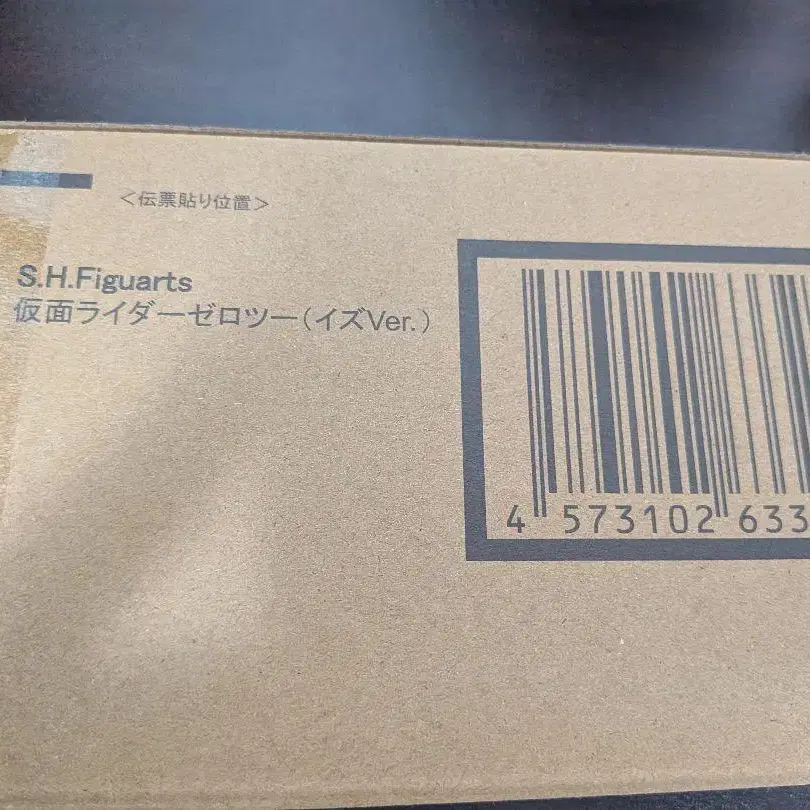 ＜伝票貼り位置＞
S.H.Figuarts
仮面ライダーゼロツー（イズVer.）
4 573102 633